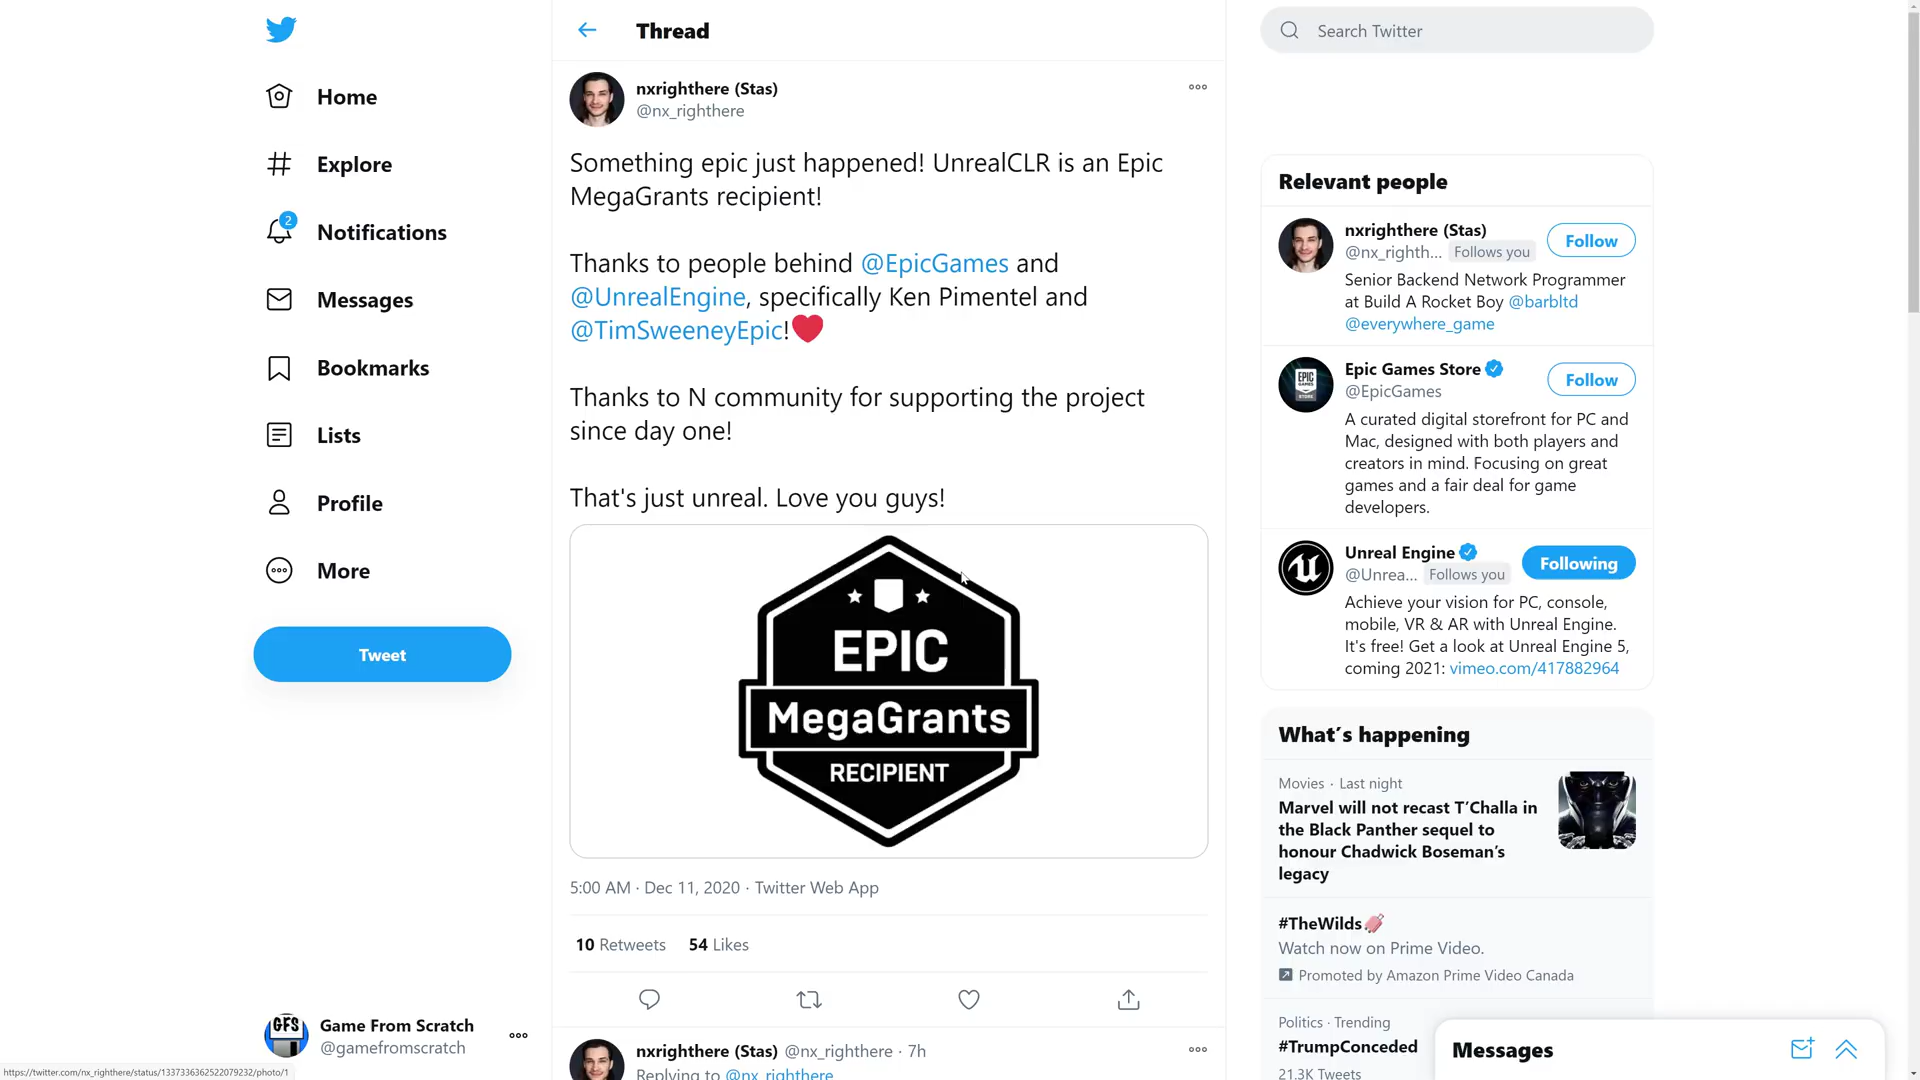 Home
Explore
2
Notifications
Messages
Bookmarks
Lists
Profile
More
Tweet
GFS
Game From Scratch
@gamefromscratch
https://twitter.com/nx_righthere/status/1337336362522079232/photo/1
Thread
nxrighthere (Stas)
@nx_righthere
Something epic just happened! UnrealCLR is an Epic
MegaGrants recipient!
Thanks to people behind @EpicGames and
@UnrealEngine, specifically Ken Pimentel and
@TimSweeneyEpic!❤️
Thanks to N community for supporting the project
since day one!
That's just unreal. Love you guys!
EPIC
MegaGrants
RECIPIENT
5:00 AM · Dec 11, 2020 · Twitter Web App
10 Retweets 54 Likes
nxrighthere (Stas) @nx_righthere · 7h
Replying to @nx_righthere
Search Twitter
Relevant people
nxrighthere (Stas)
@nx_righth... Follows you
Follow
Senior Backend Network Programmer
at Build A Rocket Boy @barbltd
@everywhere_game
EPIC
GAMES
STORE
Epic Games Store
@EpicGames
Follow
A curated digital storefront for PC and
Mac, designed with both players and
creators in mind. Focusing on great
games and a fair deal for game
developers.
Unreal Engine
@Unrea... Follows you
Following
Achieve your vision for PC, console,
mobile, VR & AR with Unreal Engine.
It's free! Get a look at Unreal Engine 5,
coming 2021: vimeo.com/417882964
What's happening
Movies · Last night
Marvel will not recast T'Challa in
the Black Panther sequel to
honour Chadwick Boseman's
legacy
#TheWilds
Watch now on Prime Video.
Promoted by Amazon Prime Video Canada
Politics · Trending
#TrumpConceded
21.3K Tweets
Messages